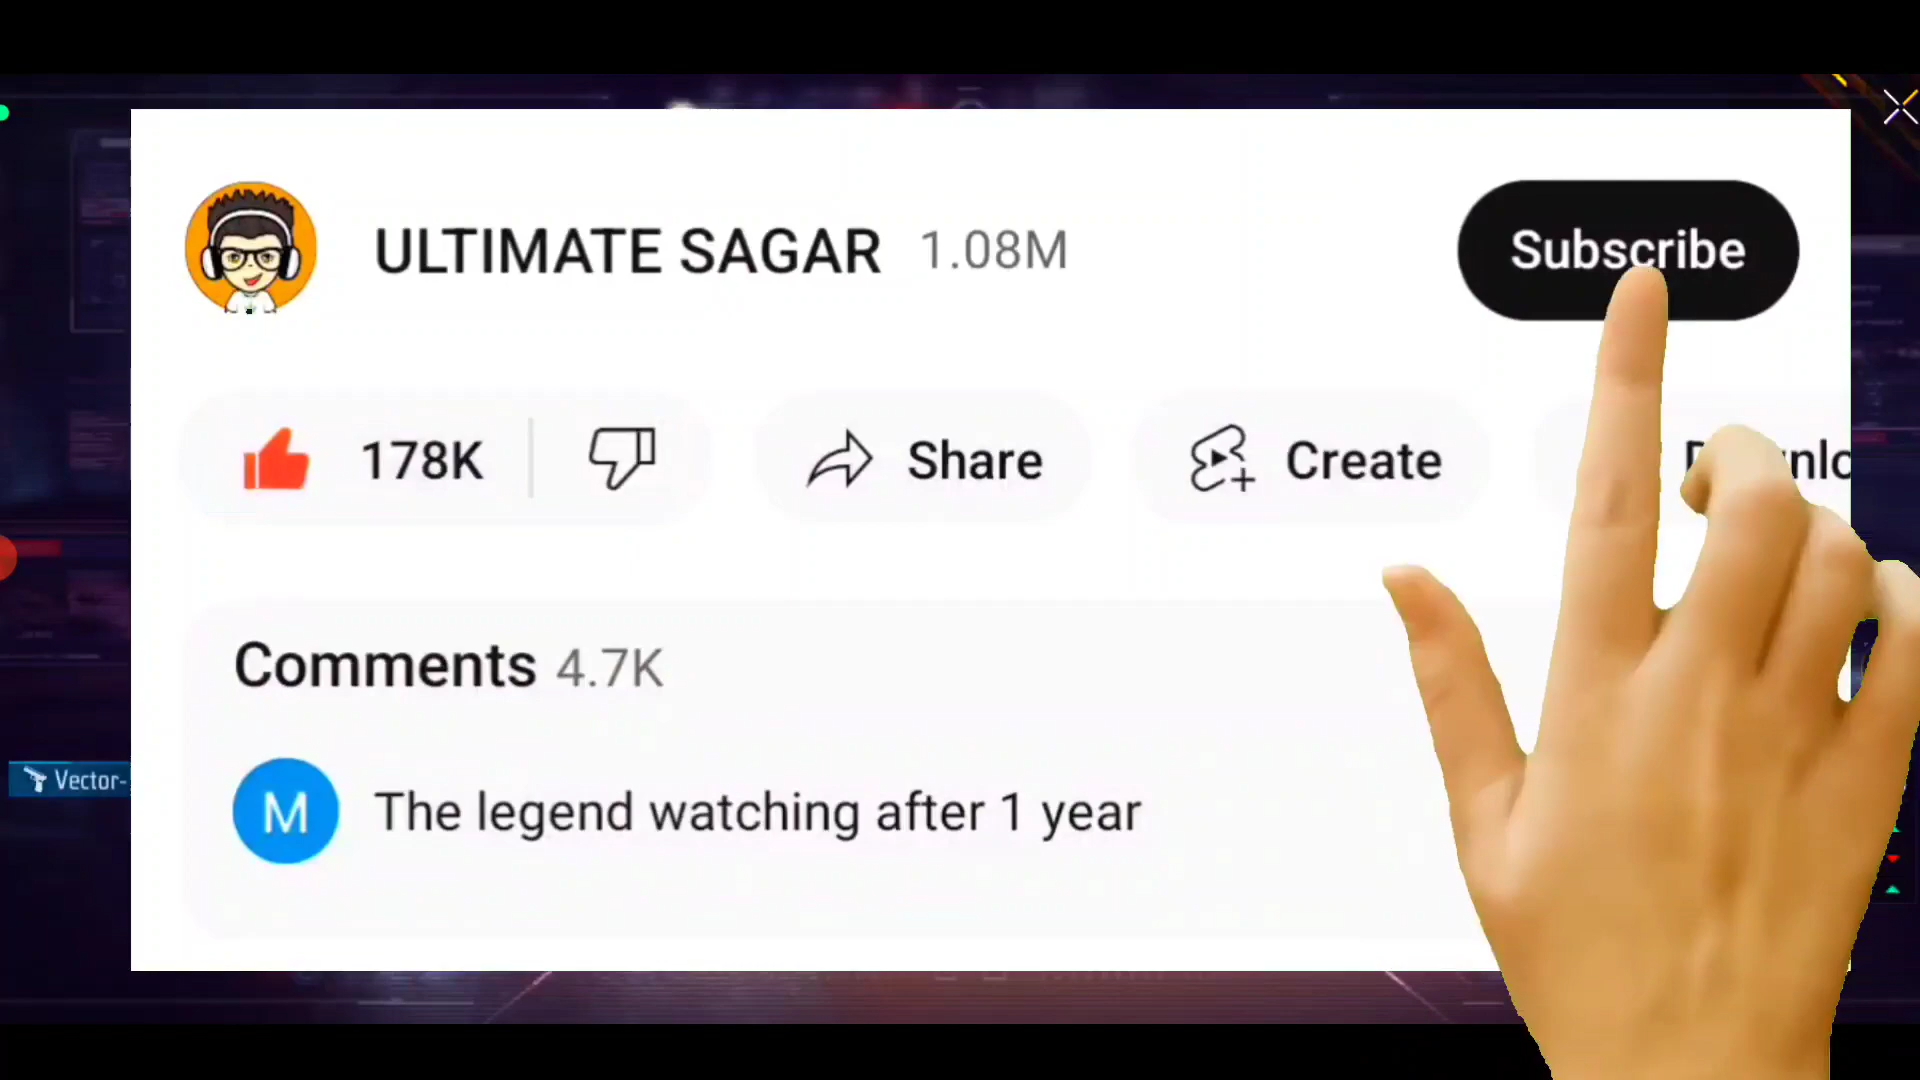 ULTIMATE SAGAR 1.08M
Subscribe
178K
Share
Create
Comments 4.7K
M The legend watching after 1 year
Vector-